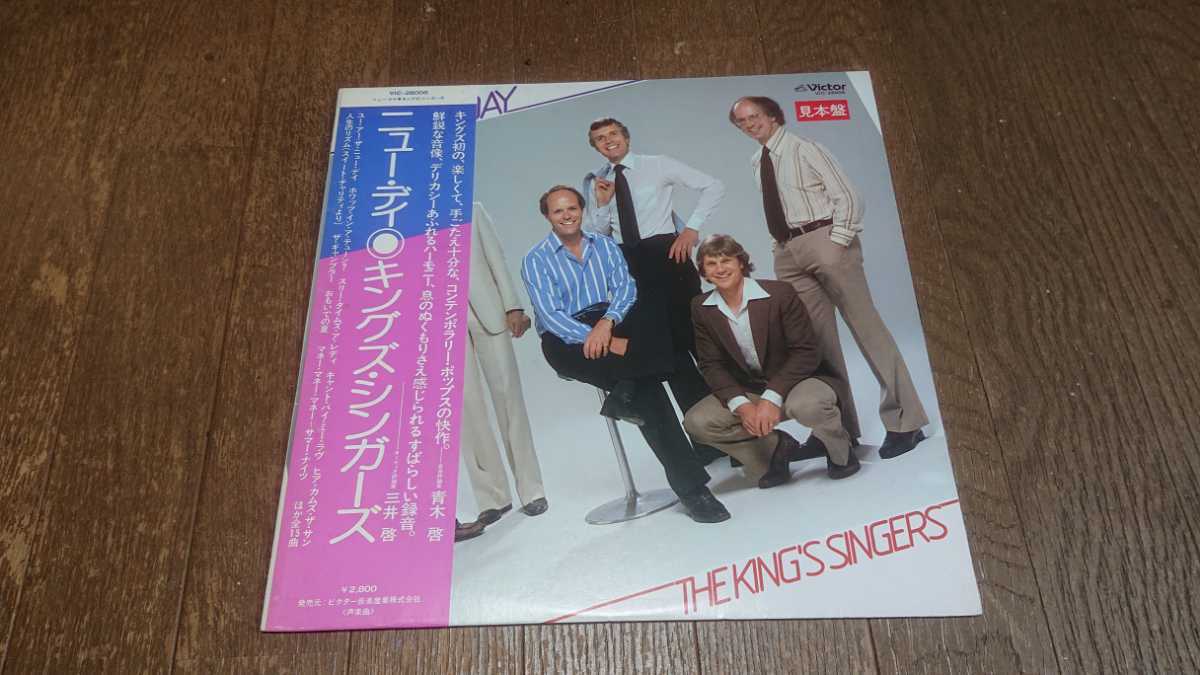 VIC-28006
ニュー・デイ◉キングズ・シンガーズ
キングズ初の、楽しくて、手ごたえ十分な、コンテンポラリー・ポップスの快作。
青木 啓
鮮鋭な音像、デリカシーあふれるハーモニー、息のぬくもりさえ感じられるすばらしい録音。
三井 啓
ユー・アー・ザ・ニュー・デイ ホワッツ・イン・ア・チューン? スリー・タイムズ・ア・レディ キャント・バイ・ミー・ラヴ ヒア・カムズ・ザ・サン
人生のリズム(スイート・チャリティより) ザ・ギャンブラー おもいでの夏 マネー・マネー・マネー サマー・ナイツ
ほか全15曲
¥2,800
発売元:ビクター音楽産業株式会社
(声楽曲)
DAY
Victor
VIC-28006
見本盤
THE KING'S SINGERS